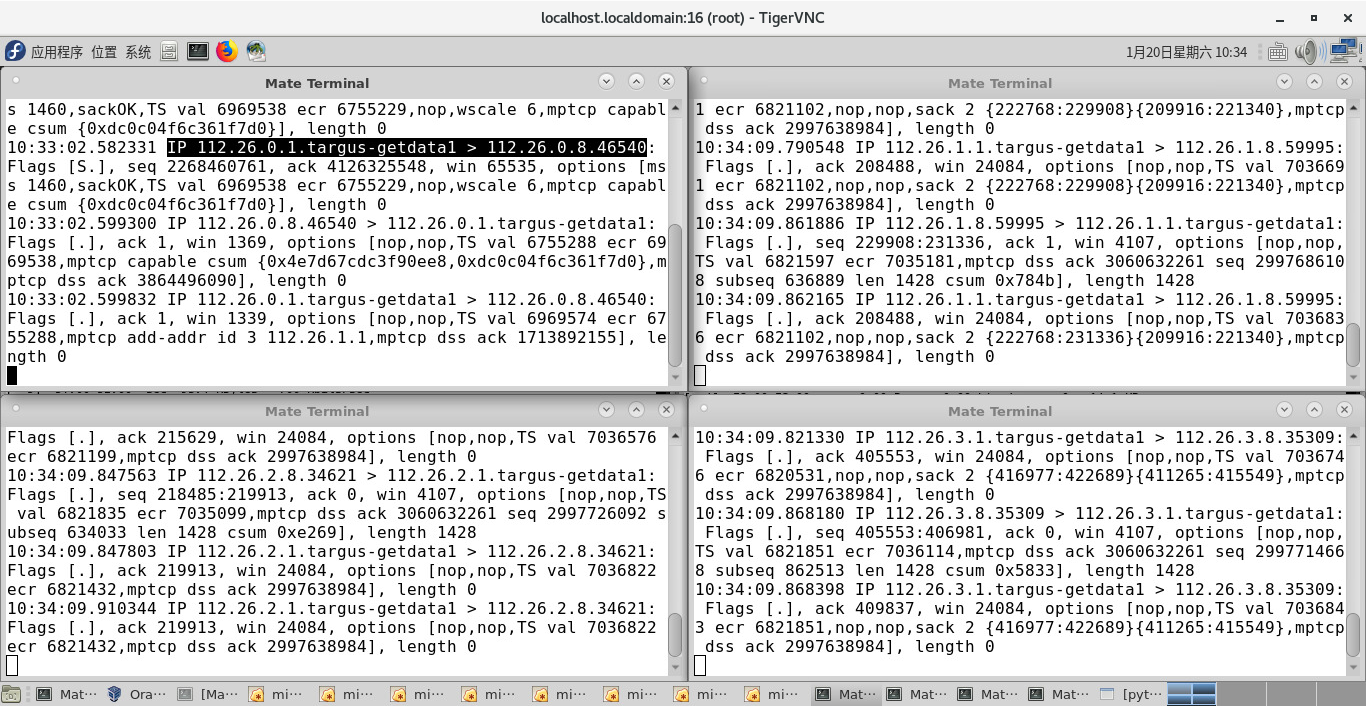 localhost.localdomain:16 (root) - TigerVNC
应用程序 位置 系统
1月20日星期六 10:34
Mate Terminal
s 1460,sackOK,TS val 6969538 ecr 6755229,nop,wscale 6,mptcp capabl
e csum {0xdc0c04f6c361f7d0}], length 0
10:33:02.582331 IP 112.26.0.1.targus-getdata1 > 112.26.0.8.46540:
Flags [S.], seq 2268460761, ack 4126325548, win 65535, options [ms
s 1460,sackOK,TS val 6969538 ecr 6755229,nop,wscale 6,mptcp capabl
e csum {0xdc0c04f6c361f7d0}], length 0
10:33:02.599300 IP 112.26.0.8.46540 > 112.26.0.1.targus-getdata1:
Flags [.], ack 1, win 1369, options [nop,nop,TS val 6755288 ecr 69
69538,mptcp capable csum {0x4e7d67cdc3f90ee8,0xdc0c04f6c361f7d0},m
ptcp dss ack 3864496090], length 0
10:33:02.599832 IP 112.26.0.1.targus-getdata1 > 112.26.0.8.46540:
Flags [.], ack 1, win 1339, options [nop,nop,TS val 6969574 ecr 67
55288,mptcp add-addr id 3 112.26.1.1,mptcp dss ack 1713892155], le
ngth 0
Mate Terminal
1 ecr 6821102,nop,nop,sack 2 {222768:229908}{209916:221340},mptcp
dss ack 2997638984], length 0
10:34:09.790548 IP 112.26.1.1.targus-getdata1 > 112.26.1.8.59995:
Flags [.], ack 208488, win 24084, options [nop,nop,TS val 703669
1 ecr 6821102,nop,nop,sack 2 {222768:229908}{209916:221340},mptcp
dss ack 2997638984], length 0
10:34:09.861886 IP 112.26.1.8.59995 > 112.26.1.1.targus-getdata1:
Flags [.], seq 229908:231336, ack 1, win 4107, options [nop,nop,
TS val 6821597 ecr 7035181,mptcp dss ack 3060632261 seq 299768610
8 subseq 636889 len 1428 csum 0x784b], length 1428
10:34:09.862165 IP 112.26.1.1.targus-getdata1 > 112.26.1.8.59995:
Flags [.], ack 208488, win 24084, options [nop,nop,TS val 703683
6 ecr 6821102,nop,nop,sack 2 {222768:231336}{209916:221340},mptcp
dss ack 2997638984], length 0
Mate Terminal
Flags [.], ack 215629, win 24084, options [nop,nop,TS val 7036576
ecr 6821199,mptcp dss ack 2997638984], length 0
10:34:09.847563 IP 112.26.2.8.34621 > 112.26.2.1.targus-getdata1:
Flags [.], seq 218485:219913, ack 0, win 4107, options [nop,nop,TS
val 6821835 ecr 7035099,mptcp dss ack 3060632261 seq 2997726092 s
ubseq 634033 len 1428 csum 0xe269], length 1428
10:34:09.847803 IP 112.26.2.1.targus-getdata1 > 112.26.2.8.34621:
Flags [.], ack 219913, win 24084, options [nop,nop,TS val 7036822
ecr 6821432,mptcp dss ack 2997638984], length 0
10:34:09.910344 IP 112.26.2.1.targus-getdata1 > 112.26.2.8.34621:
Flags [.], ack 219913, win 24084, options [nop,nop,TS val 7036822
ecr 6821432,mptcp dss ack 2997638984], length 0
Mate Terminal
10:34:09.821330 IP 112.26.3.1.targus-getdata1 > 112.26.3.8.35309:
Flags [.], ack 405553, win 24084, options [nop,nop,TS val 703674
6 ecr 6820531,nop,nop,sack 2 {416977:422689}{411265:415549},mptcp
dss ack 2997638984], length 0
10:34:09.868180 IP 112.26.3.8.35309 > 112.26.3.1.targus-getdata1:
Flags [.], seq 405553:406981, ack 0, win 4107, options [nop,nop,
TS val 6821851 ecr 7036114,mptcp dss ack 3060632261 seq 299771466
8 subseq 862513 len 1428 csum 0x5833], length 1428
10:34:09.868398 IP 112.26.3.1.targus-getdata1 > 112.26.3.8.35309:
Flags [.], ack 409837, win 24084, options [nop,nop,TS val 703684
3 ecr 6821851,nop,nop,sack 2 {416977:422689}{411265:415549},mptcp
dss ack 2997638984], length 0
Mat… Ora… [Ma… mi… mi… mi… mi… mi… mi… mi… mi… Mat… Mat… Mat… Mat… [pyt…